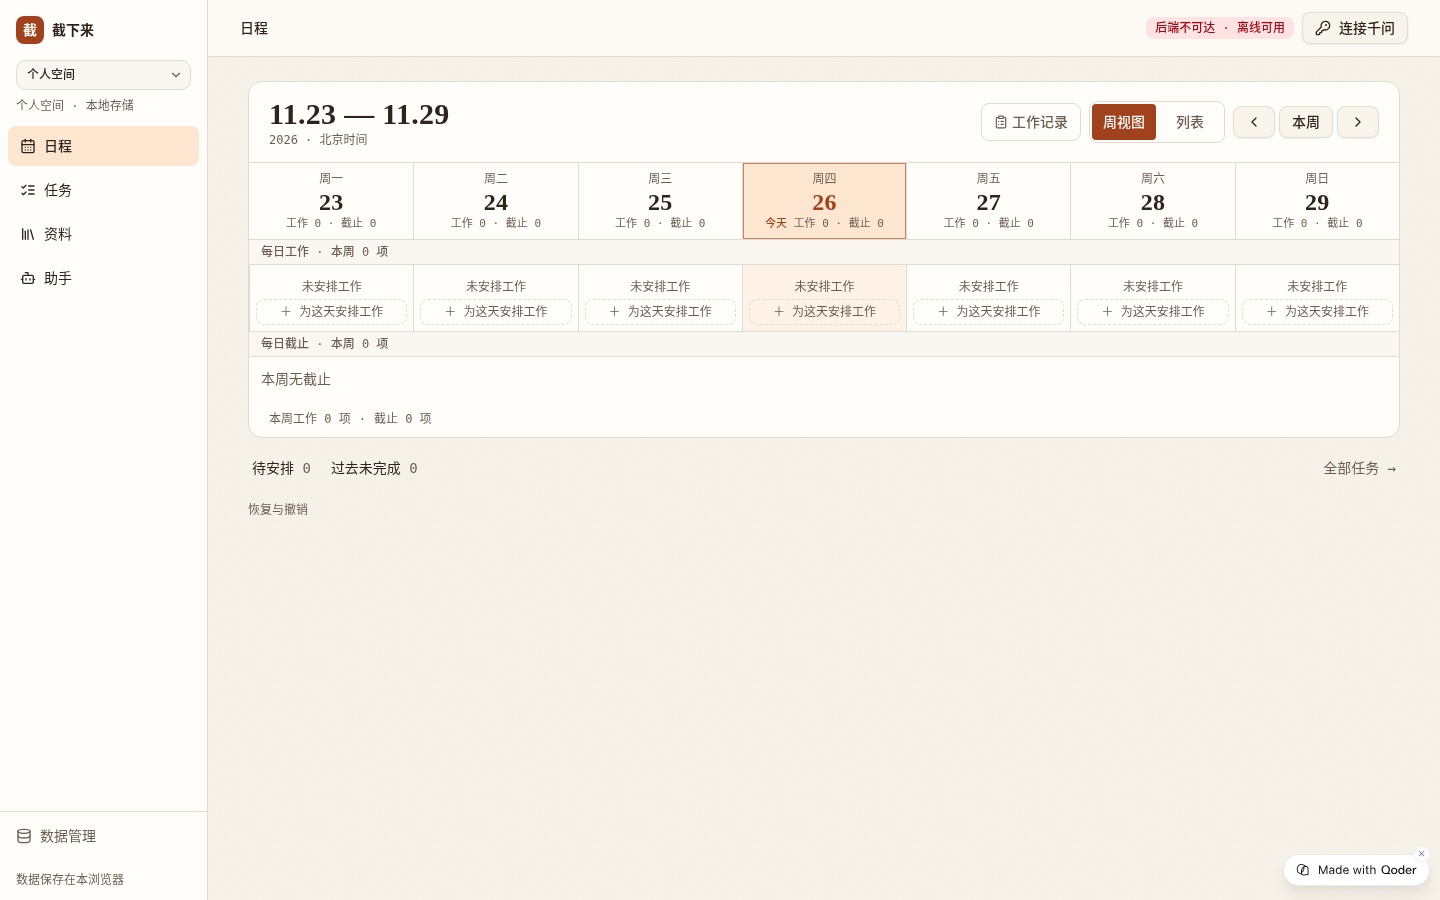 截 截下来
个人空间
个人空间 · 本地存储
日程
任务
资料
助手
数据管理
数据保存在本浏览器
日程
后端不可达 · 离线可用
连接千问
11.23 — 11.29
2026 · 北京时间
工作记录
周视图
列表
本周
周一 周二 周三 周四 周五 周六 周日
23 24 25 26 27 28 29
工作 0 · 截止 0 工作 0 · 截止 0 工作 0 · 截止 0 今天 工作 0 · 截止 0 工作 0 · 截止 0 工作 0 · 截止 0 工作 0 · 截止 0
每日工作 · 本周 0 项
未安排工作 未安排工作 未安排工作 未安排工作 未安排工作 未安排工作 未安排工作
+ 为这天安排工作 + 为这天安排工作 + 为这天安排工作 + 为这天安排工作 + 为这天安排工作 + 为这天安排工作 + 为这天安排工作
每日截止 · 本周 0 项
本周无截止
本周工作 0 项 · 截止 0 项
待安排 0 过去未完成 0 全部任务 →
恢复与撤销
Made with Qoder